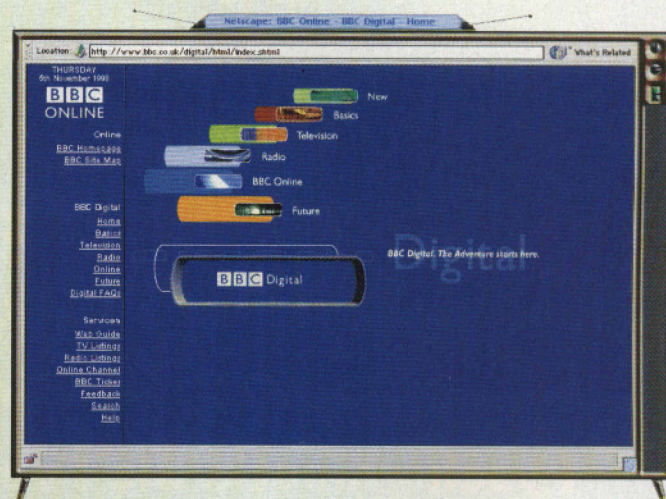 Netscape: BBC Online - BBC Digital - Home
Location: http://www.bbc.co.uk/digital/html/index.shtml What's Related
THURSDAY
5th November 1998
BBC
ONLINE
Online
BBC Homepage
BBC Site Map
BBC Digital
Home
Basics
Television
Radio
Online
Future
Digital FAQs
Services
Web Guide
TV Listings
Radio Listings
Online Channel
BBC Ticker
Feedback
Search
Help
New
Basics
Television
Radio
BBC Online
Future
BBC Digital
Digital
BBC Digital. The Adventure starts here.